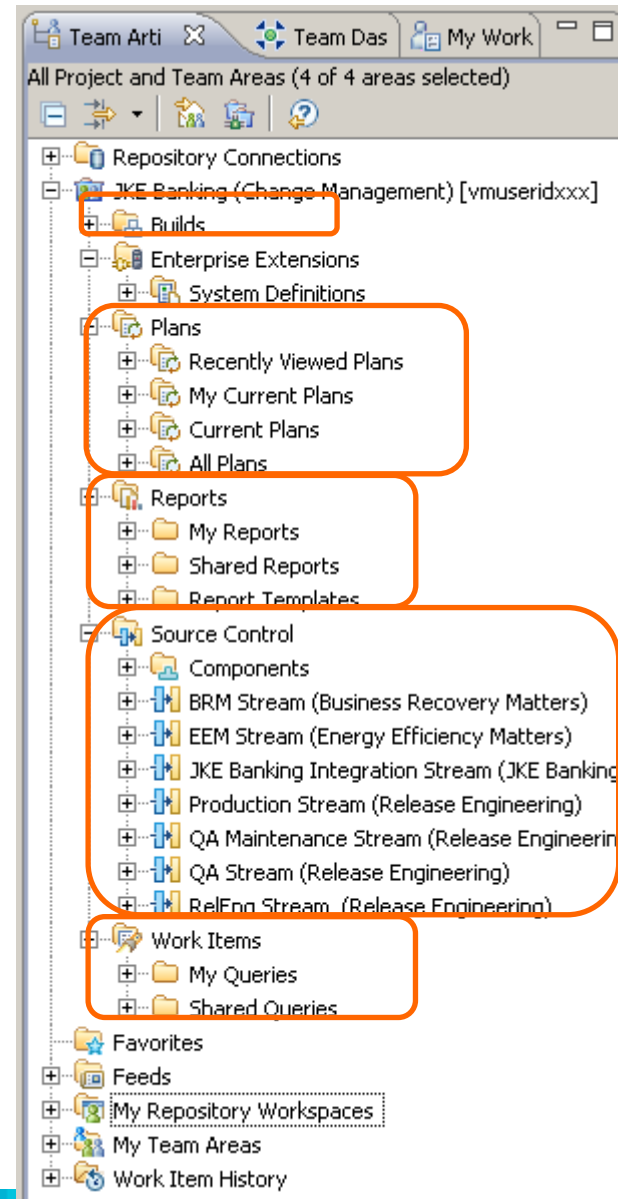 Team Arti Team Das My Work
All Project and Team Areas (4 of 4 areas selected)
Repository Connections
JKE Banking (Change Management) [vmuseridxxx]
Builds
Enterprise Extensions
System Definitions
Plans
Recently Viewed Plans
My Current Plans
Current Plans
All Plans
Reports
My Reports
Shared Reports
Report Templates
Source Control
Components
BRM Stream (Business Recovery Matters)
EEM Stream (Energy Efficiency Matters)
JKE Banking Integration Stream (JKE Banking
Production Stream (Release Engineering)
QA Maintenance Stream (Release Engineerin
QA Stream (Release Engineering)
RelEng Stream (Release Engineering)
Work Items
My Queries
Shared Queries
Favorites
Feeds
My Repository Workspaces
My Team Areas
Work Item History